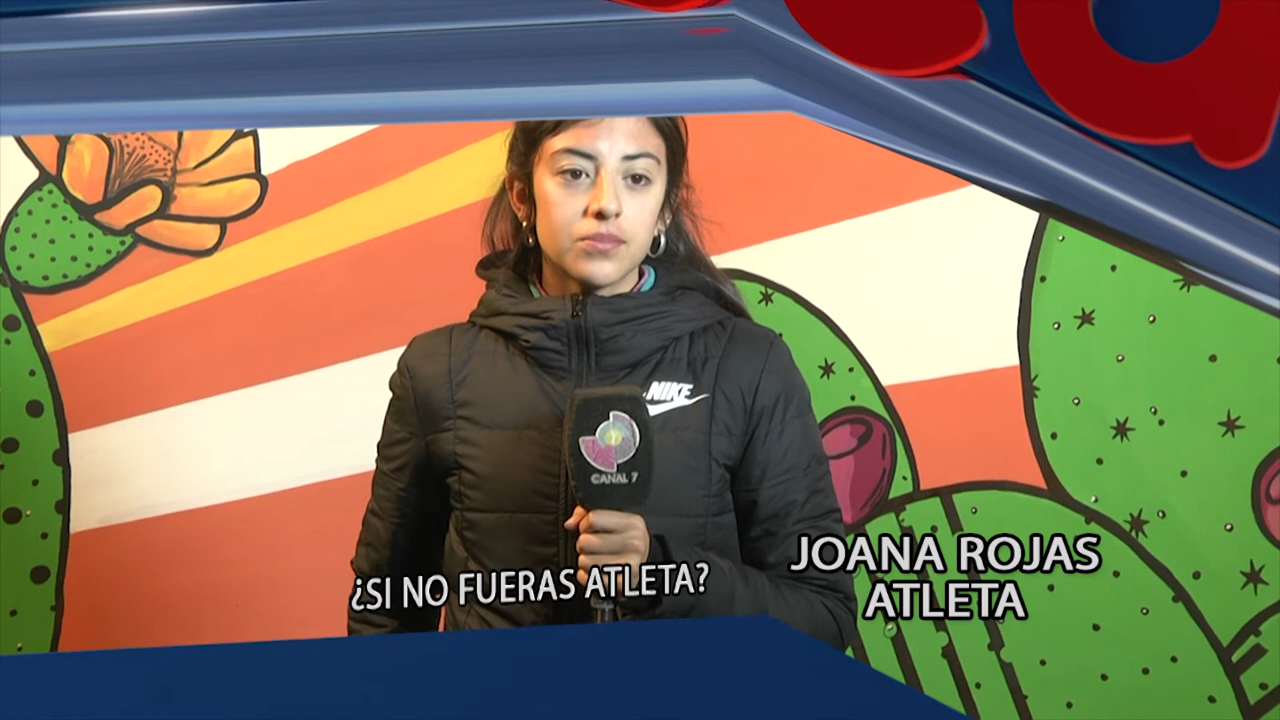 NIKE
CANAL 7
¿SI NO FUERAS ATLETA?
JOANA ROJAS
ATLETA